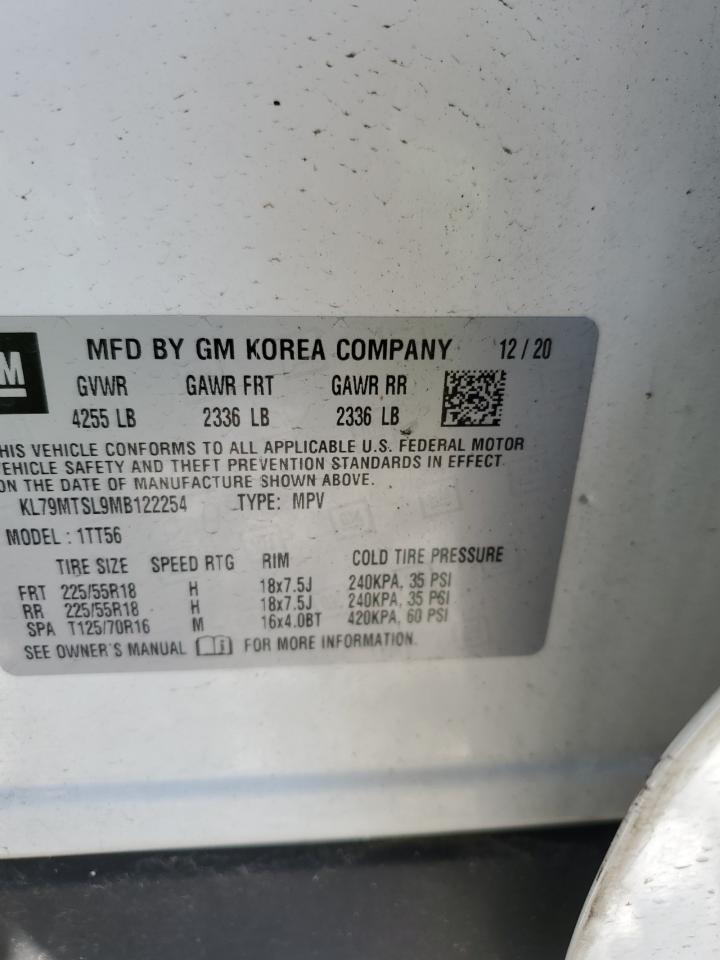 M
MFD BY GM KOREA COMPANY 12 / 20
GVWR GAWR FRT GAWR RR
4255 LB 2336 LB 2336 LB
HIS VEHICLE CONFORMS TO ALL APPLICABLE U.S. FEDERAL MOTOR
VEHICLE SAFETY AND THEFT PREVENTION STANDARDS IN EFFECT
ON THE DATE OF MANUFACTURE SHOWN ABOVE.
KL79MTSL9MB122254 TYPE: MPV
MODEL : 1TT56
TIRE SIZE SPEED RTG RIM COLD TIRE PRESSURE
FRT 225/55R18 H 18x7.5J 240KPA, 35 PSI
RR 225/55R18 H 18x7.5J 240KPA, 35 PSI
SPA T125/70R16 M 16x4.0BT 420KPA, 60 PSI
SEE OWNER'S MANUAL i FOR MORE INFORMATION.